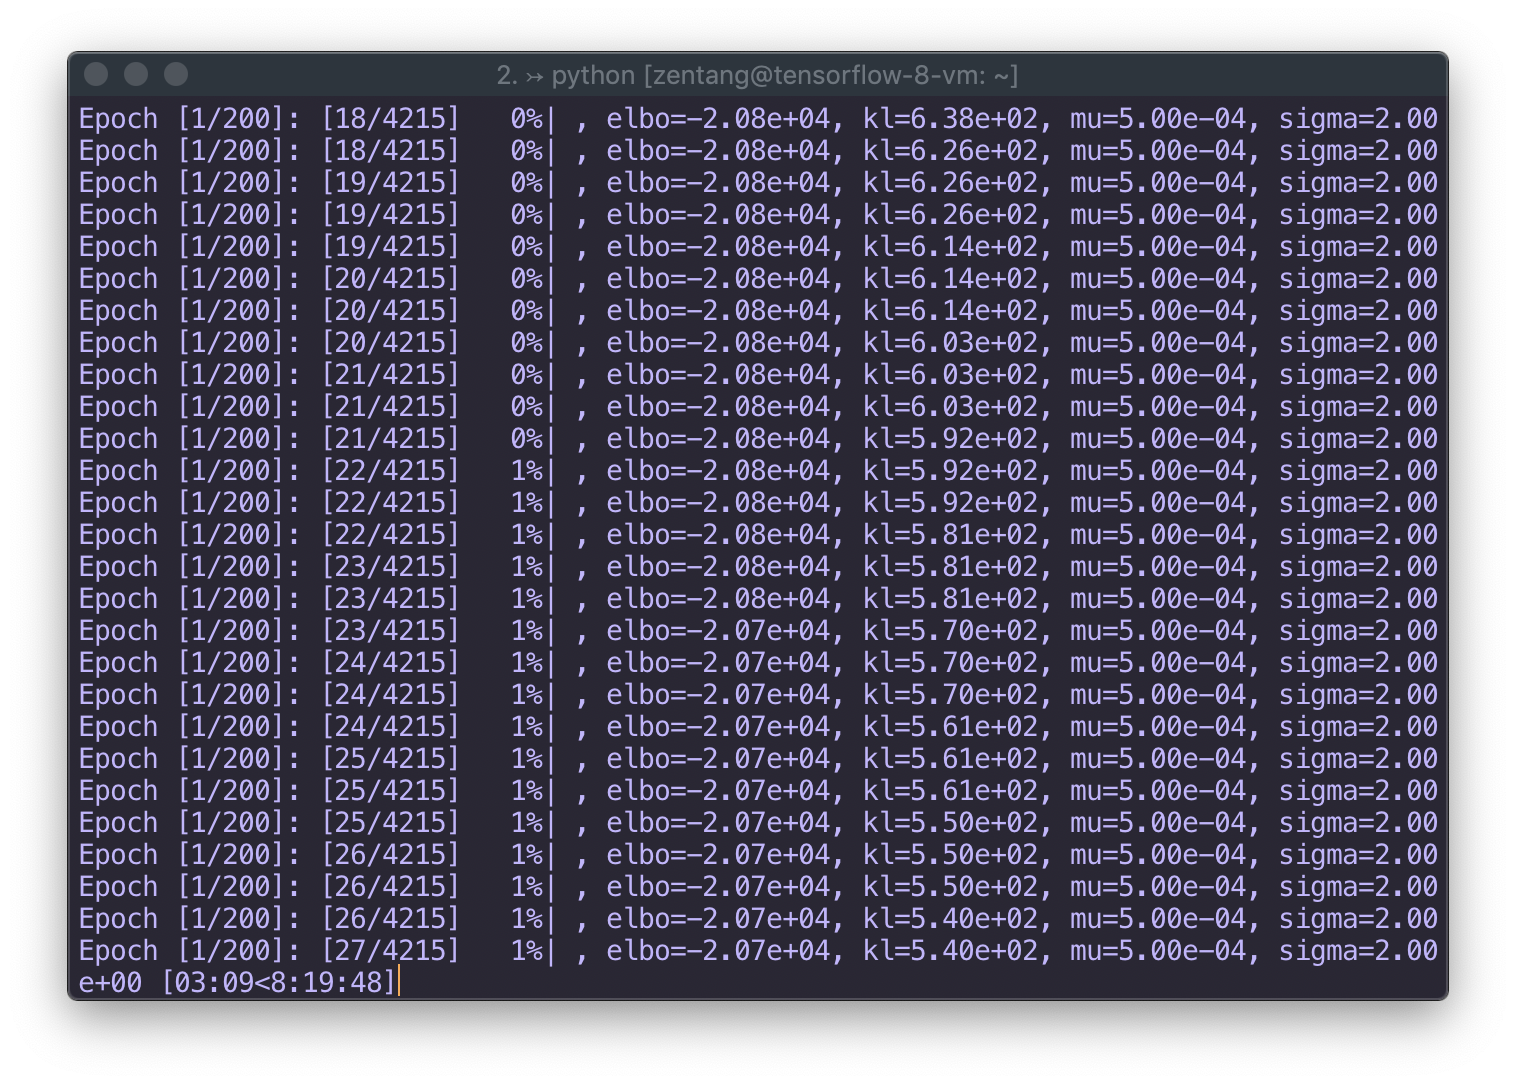 2. ↣ python [zentang@tensorflow-8-vm: ~]
Epoch [1/200]: [18/4215]   0%| , elbo=-2.08e+04, kl=6.38e+02, mu=5.00e-04, sigma=2.00
Epoch [1/200]: [18/4215]   0%| , elbo=-2.08e+04, kl=6.26e+02, mu=5.00e-04, sigma=2.00
Epoch [1/200]: [19/4215]   0%| , elbo=-2.08e+04, kl=6.26e+02, mu=5.00e-04, sigma=2.00
Epoch [1/200]: [19/4215]   0%| , elbo=-2.08e+04, kl=6.26e+02, mu=5.00e-04, sigma=2.00
Epoch [1/200]: [19/4215]   0%| , elbo=-2.08e+04, kl=6.14e+02, mu=5.00e-04, sigma=2.00
Epoch [1/200]: [20/4215]   0%| , elbo=-2.08e+04, kl=6.14e+02, mu=5.00e-04, sigma=2.00
Epoch [1/200]: [20/4215]   0%| , elbo=-2.08e+04, kl=6.14e+02, mu=5.00e-04, sigma=2.00
Epoch [1/200]: [20/4215]   0%| , elbo=-2.08e+04, kl=6.03e+02, mu=5.00e-04, sigma=2.00
Epoch [1/200]: [21/4215]   0%| , elbo=-2.08e+04, kl=6.03e+02, mu=5.00e-04, sigma=2.00
Epoch [1/200]: [21/4215]   0%| , elbo=-2.08e+04, kl=6.03e+02, mu=5.00e-04, sigma=2.00
Epoch [1/200]: [21/4215]   0%| , elbo=-2.08e+04, kl=5.92e+02, mu=5.00e-04, sigma=2.00
Epoch [1/200]: [22/4215]   1%| , elbo=-2.08e+04, kl=5.92e+02, mu=5.00e-04, sigma=2.00
Epoch [1/200]: [22/4215]   1%| , elbo=-2.08e+04, kl=5.92e+02, mu=5.00e-04, sigma=2.00
Epoch [1/200]: [22/4215]   1%| , elbo=-2.08e+04, kl=5.81e+02, mu=5.00e-04, sigma=2.00
Epoch [1/200]: [23/4215]   1%| , elbo=-2.08e+04, kl=5.81e+02, mu=5.00e-04, sigma=2.00
Epoch [1/200]: [23/4215]   1%| , elbo=-2.08e+04, kl=5.81e+02, mu=5.00e-04, sigma=2.00
Epoch [1/200]: [23/4215]   1%| , elbo=-2.07e+04, kl=5.70e+02, mu=5.00e-04, sigma=2.00
Epoch [1/200]: [24/4215]   1%| , elbo=-2.07e+04, kl=5.70e+02, mu=5.00e-04, sigma=2.00
Epoch [1/200]: [24/4215]   1%| , elbo=-2.07e+04, kl=5.70e+02, mu=5.00e-04, sigma=2.00
Epoch [1/200]: [24/4215]   1%| , elbo=-2.07e+04, kl=5.61e+02, mu=5.00e-04, sigma=2.00
Epoch [1/200]: [25/4215]   1%| , elbo=-2.07e+04, kl=5.61e+02, mu=5.00e-04, sigma=2.00
Epoch [1/200]: [25/4215]   1%| , elbo=-2.07e+04, kl=5.61e+02, mu=5.00e-04, sigma=2.00
Epoch [1/200]: [25/4215]   1%| , elbo=-2.07e+04, kl=5.50e+02, mu=5.00e-04, sigma=2.00
Epoch [1/200]: [26/4215]   1%| , elbo=-2.07e+04, kl=5.50e+02, mu=5.00e-04, sigma=2.00
Epoch [1/200]: [26/4215]   1%| , elbo=-2.07e+04, kl=5.50e+02, mu=5.00e-04, sigma=2.00
Epoch [1/200]: [26/4215]   1%| , elbo=-2.07e+04, kl=5.40e+02, mu=5.00e-04, sigma=2.00
Epoch [1/200]: [27/4215]   1%| , elbo=-2.07e+04, kl=5.40e+02, mu=5.00e-04, sigma=2.00
e+00 [03:09<8:19:48]